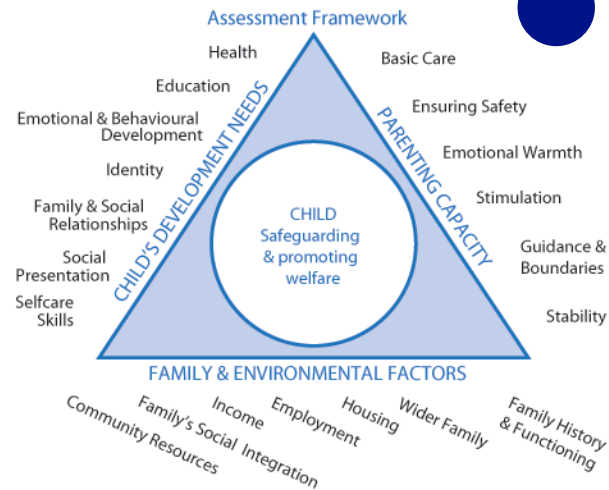 Assessment Framework
Health
Education
Emotional & Behavioural
Development
Identity
Family & Social
Relationships
Social
Presentation
Selfcare
Skills
CHILD'S DEVELOPMENT NEEDS
CHILD
Safeguarding
& promoting
welfare
PARENTING CAPACITY
Basic Care
Ensuring Safety
Emotional Warmth
Stimulation
Guidance &
Boundaries
Stability
FAMILY & ENVIRONMENTAL FACTORS
Community Resources
Family's Social Integration
Income
Employment
Housing
Wider Family
Family History
& Functioning